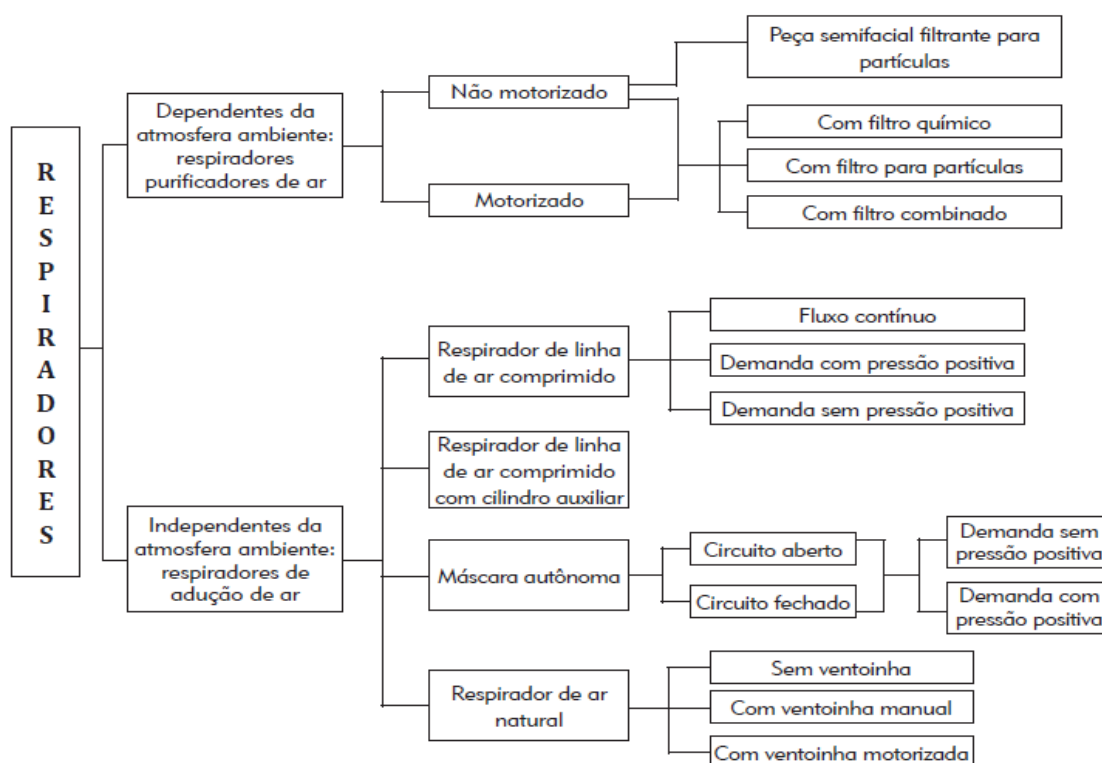 RESPIRADORES
Dependentes da
atmosfera ambiente:
respiradores
purificadores de ar
Não motorizado
Peça semifacial filtrante para
partículas
Motorizado
Com filtro químico
Com filtro para partículas
Com filtro combinado
Independentes da
atmosfera ambiente:
respiradores de
adução de ar
Respirador de linha
de ar comprimido
Fluxo contínuo
Demanda com pressão positiva
Demanda sem pressão positiva
Respirador de linha
de ar comprimido
com cilindro auxiliar
Máscara autônoma
Circuito aberto
Circuito fechado
Demanda sem
pressão positiva
Demanda com
pressão positiva
Respirador de ar
natural
Sem ventoinha
Com ventoinha manual
Com ventoinha motorizada